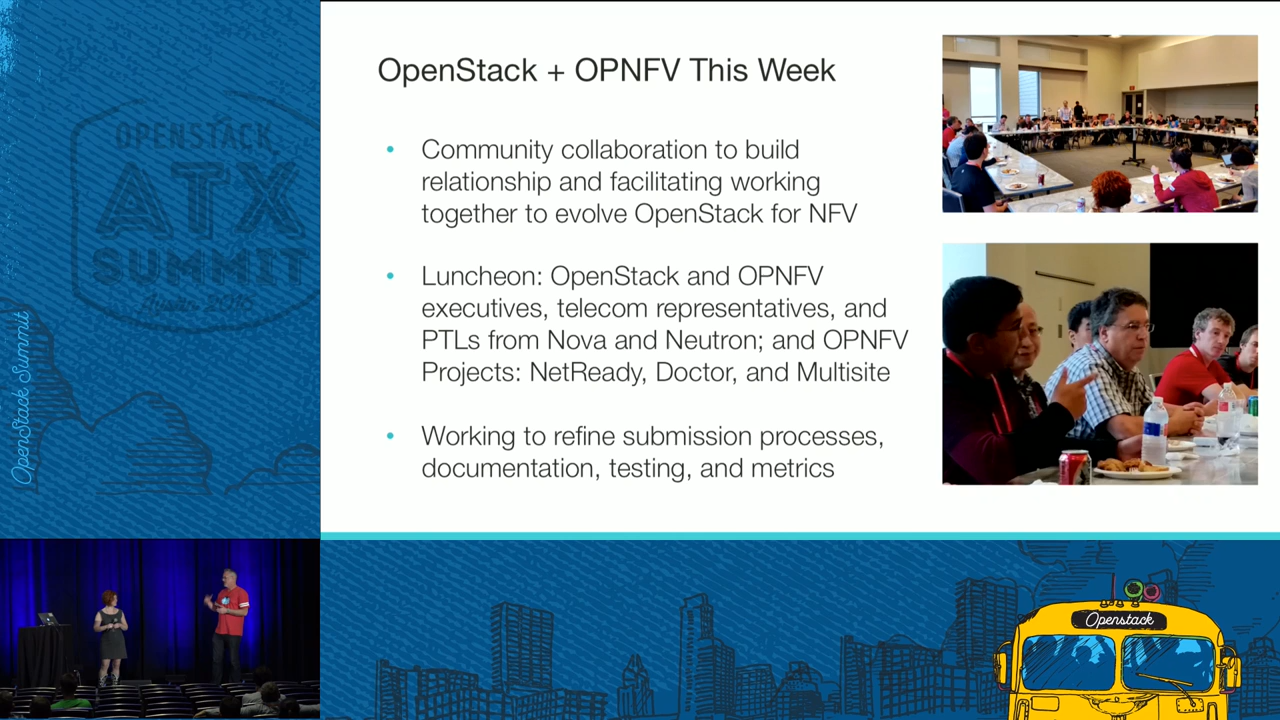 OpenStack + OPNFV This Week
• Community collaboration to build
relationship and facilitating working
together to evolve OpenStack for NFV
• Luncheon: OpenStack and OPNFV
executives, telecom representatives, and
PTLs from Nova and Neutron; and OPNFV
Projects: NetReady, Doctor, and Multisite
• Working to refine submission processes,
documentation, testing, and metrics
OPENSTACK
ATX
SUMMIT
OpenStack Summit
Openstack